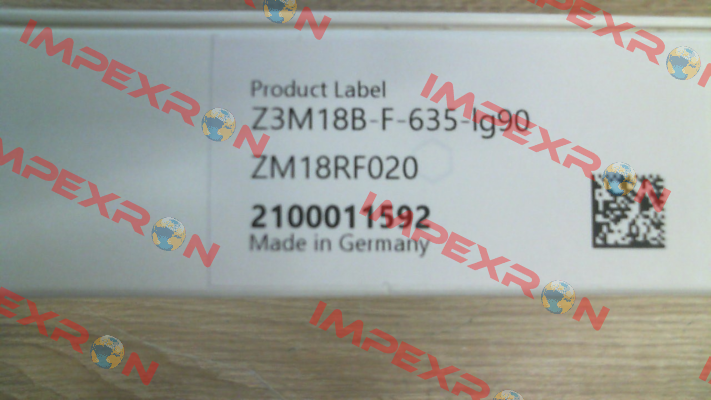 Product Label
Z3M18B-F-635-lg90
ZM18RF020
2100011592
Made in Germany
IMPEXRON
IMPEXRON
IMPEXRON
IMPEXRON
IMPEXRON
IMPEXRON